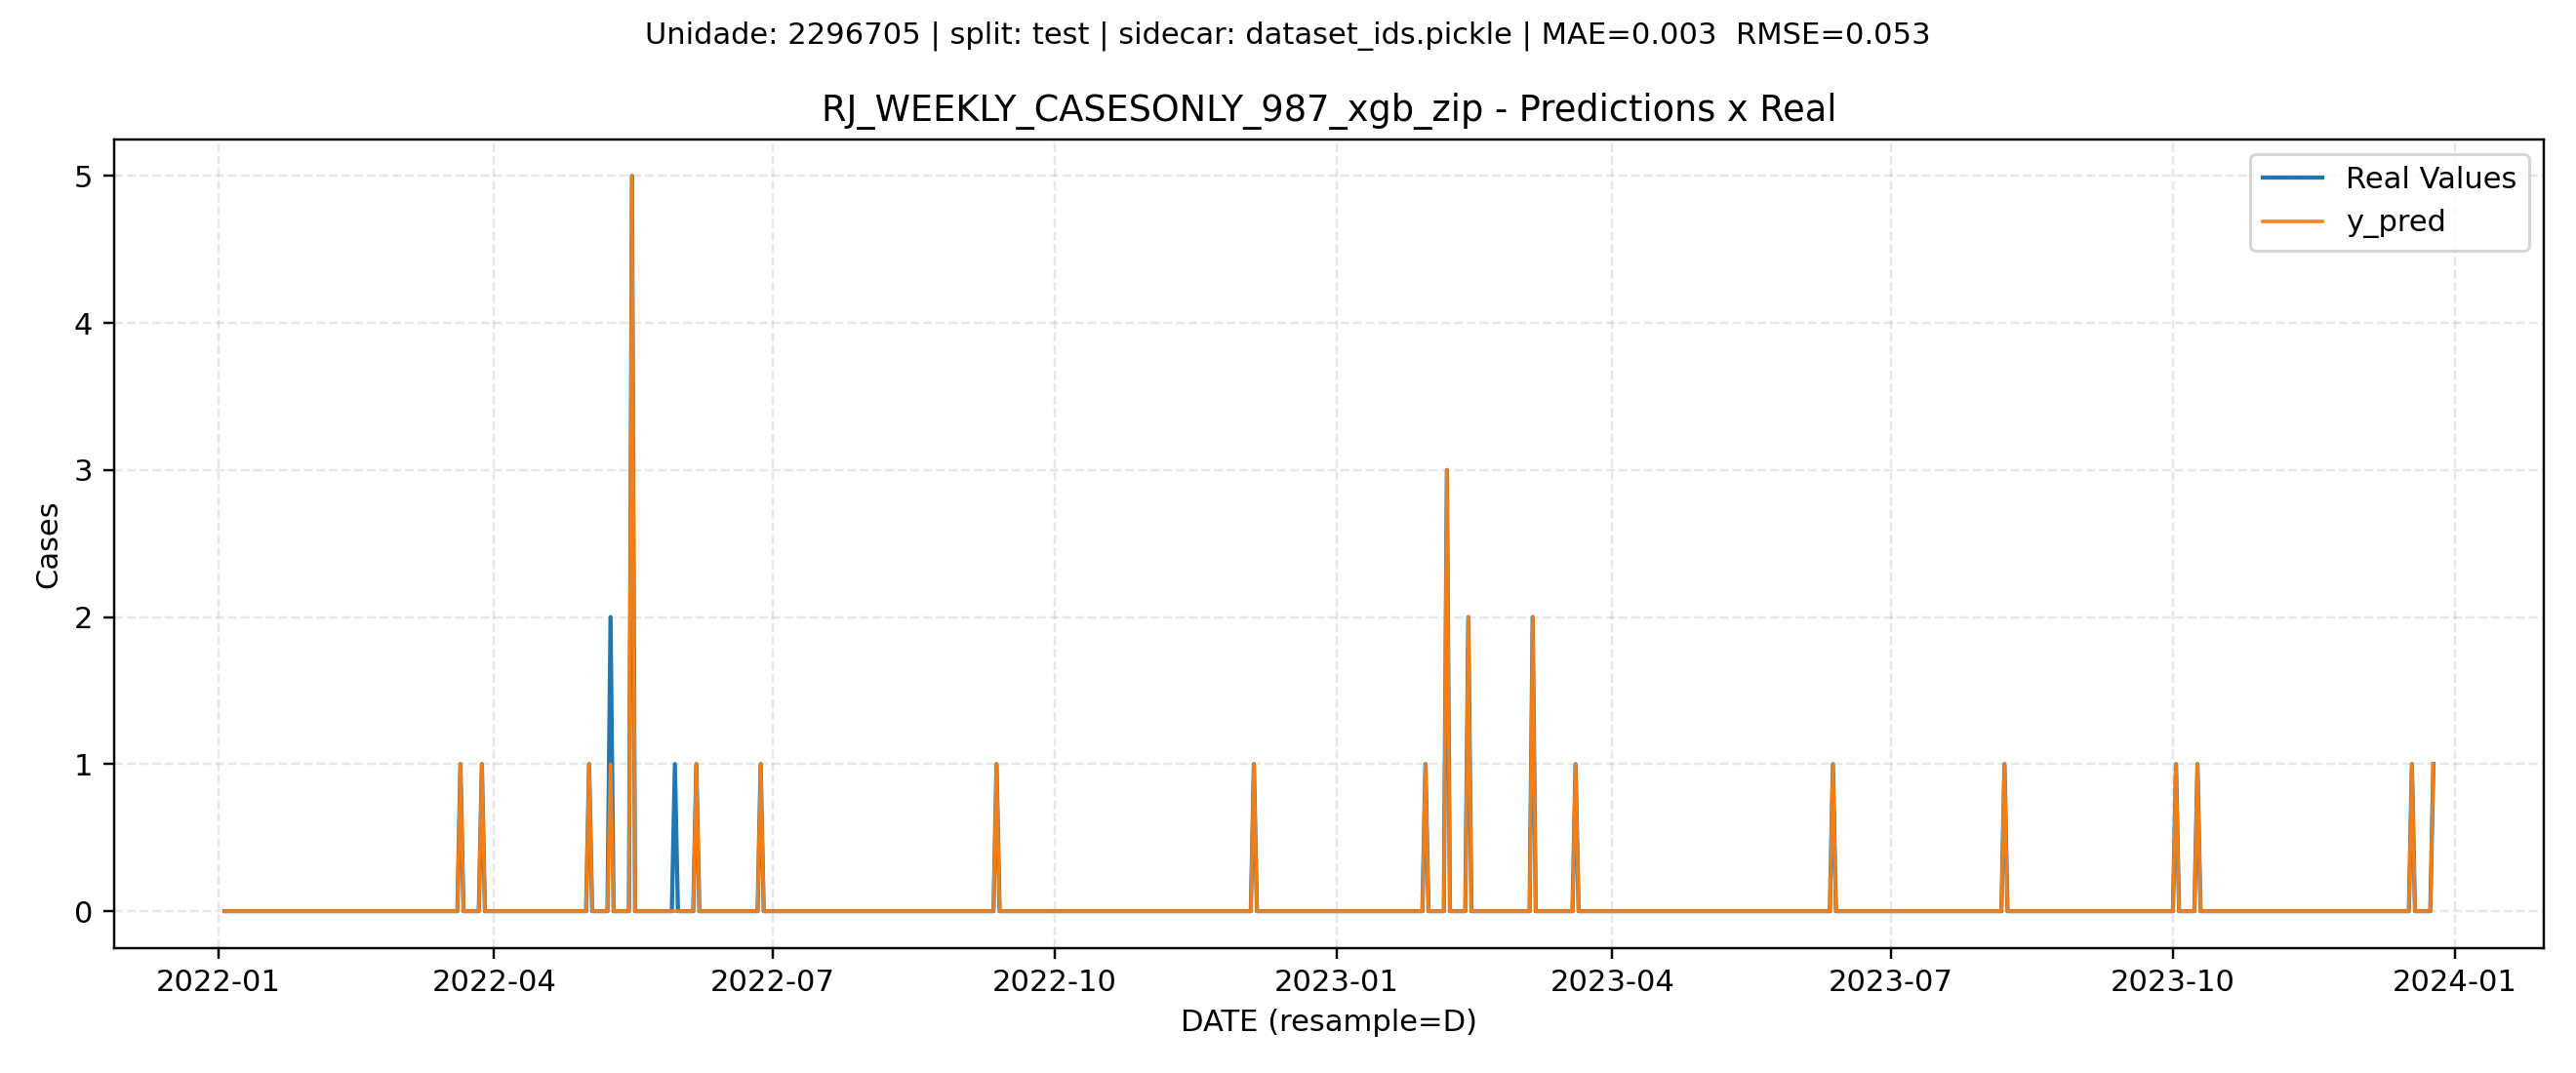 Unidade: 2296705 | split: test | sidecar: dataset_ids.pickle | MAE=0.003  RMSE=0.053
RJ_WEEKLY_CASESONLY_987_xgb_zip - Predictions x Real
Real Values
y_pred
Cases
5
4
3
2
1
0
2022-01 2022-04 2022-07 2022-10 2023-01 2023-04 2023-07 2023-10 2024-01
DATE (resample=D)